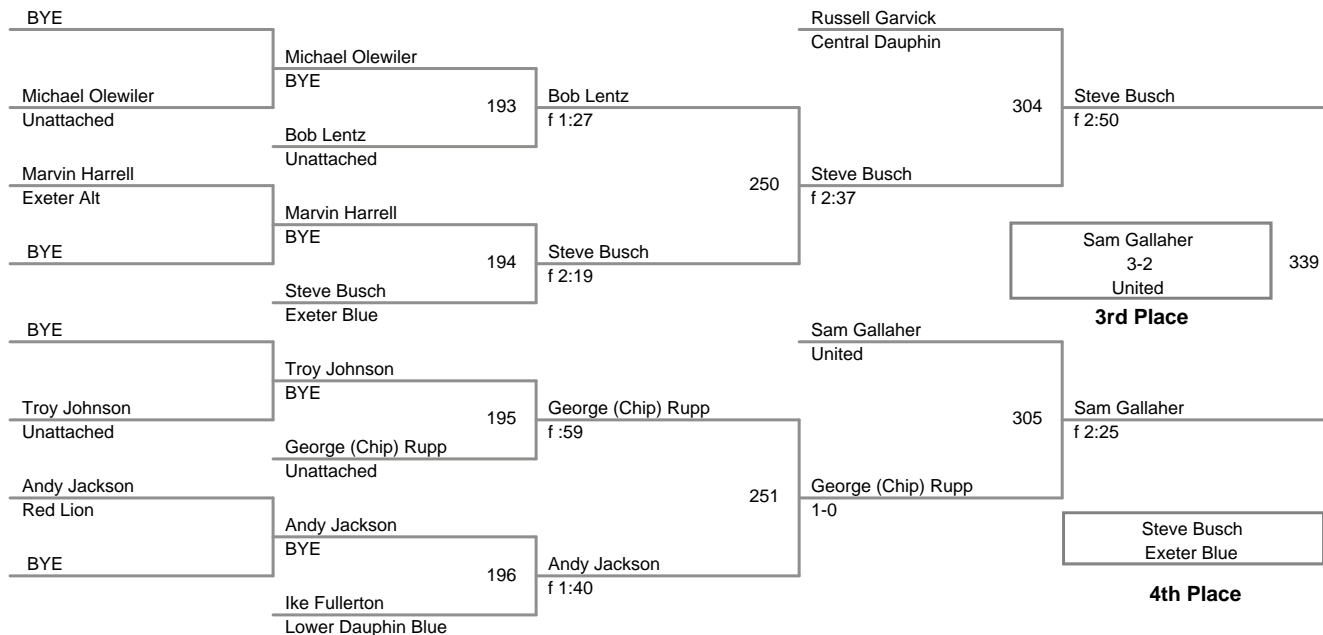 BYE
Michael Olewiler
Unattached
Marvin Harrell
Exeter Alt
BYE
BYE
Troy Johnson
Unattached
Andy Jackson
Red Lion
BYE
Michael Olewiler
BYE
193
Bob Lentz
Unattached
Marvin Harrell
BYE
194
Steve Busch
Exeter Blue
Troy Johnson
BYE
195
George (Chip) Rupp
Unattached
Andy Jackson
BYE
196
Ike Fullerton
Lower Dauphin Blue
Bob Lentz
f 1:27
250
Steve Busch
f 2:19
George (Chip) Rupp
f :59
251
Andy Jackson
f 1:40
Russell Garvick
Central Dauphin
304
Steve Busch
f 2:37
Sam Gallaher
United
305
George (Chip) Rupp
1-0
Steve Busch
f 2:50
Sam Gallaher
3-2
United
339
3rd Place
Sam Gallaher
f 2:25
Steve Busch
Exeter Blue
4th Place